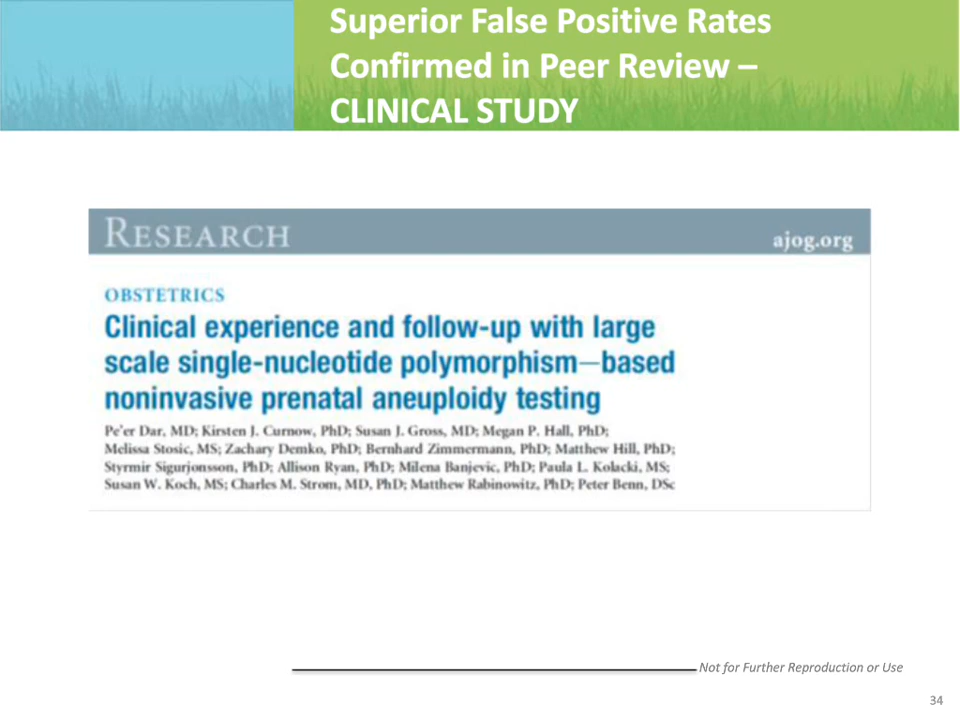 Superior False Positive Rates
Confirmed in Peer Review –
CLINICAL STUDY
RESEARCH
ajog.org
OBSTETRICS
Clinical experience and follow-up with large
scale single-nucleotide polymorphism—based
noninvasive prenatal aneuploidy testing
Pe'er Dar, MD; Kirsten J. Curnow, PhD; Susan J. Gross, MD; Megan P. Hall, PhD;
Melissa Stosic, MS; Zachary Demko, PhD; Bernhard Zimmermann, PhD; Matthew Hill, PhD;
Styrmir Sigurjonsson, PhD; Allison Ryan, PhD; Milena Banjevic, PhD; Paula L. Kolacki, MS;
Susan W. Koch, MS; Charles M. Strom, MD, PhD; Matthew Rabinowitz, PhD; Peter Benn, DSc
Not for Further Reproduction or Use
34